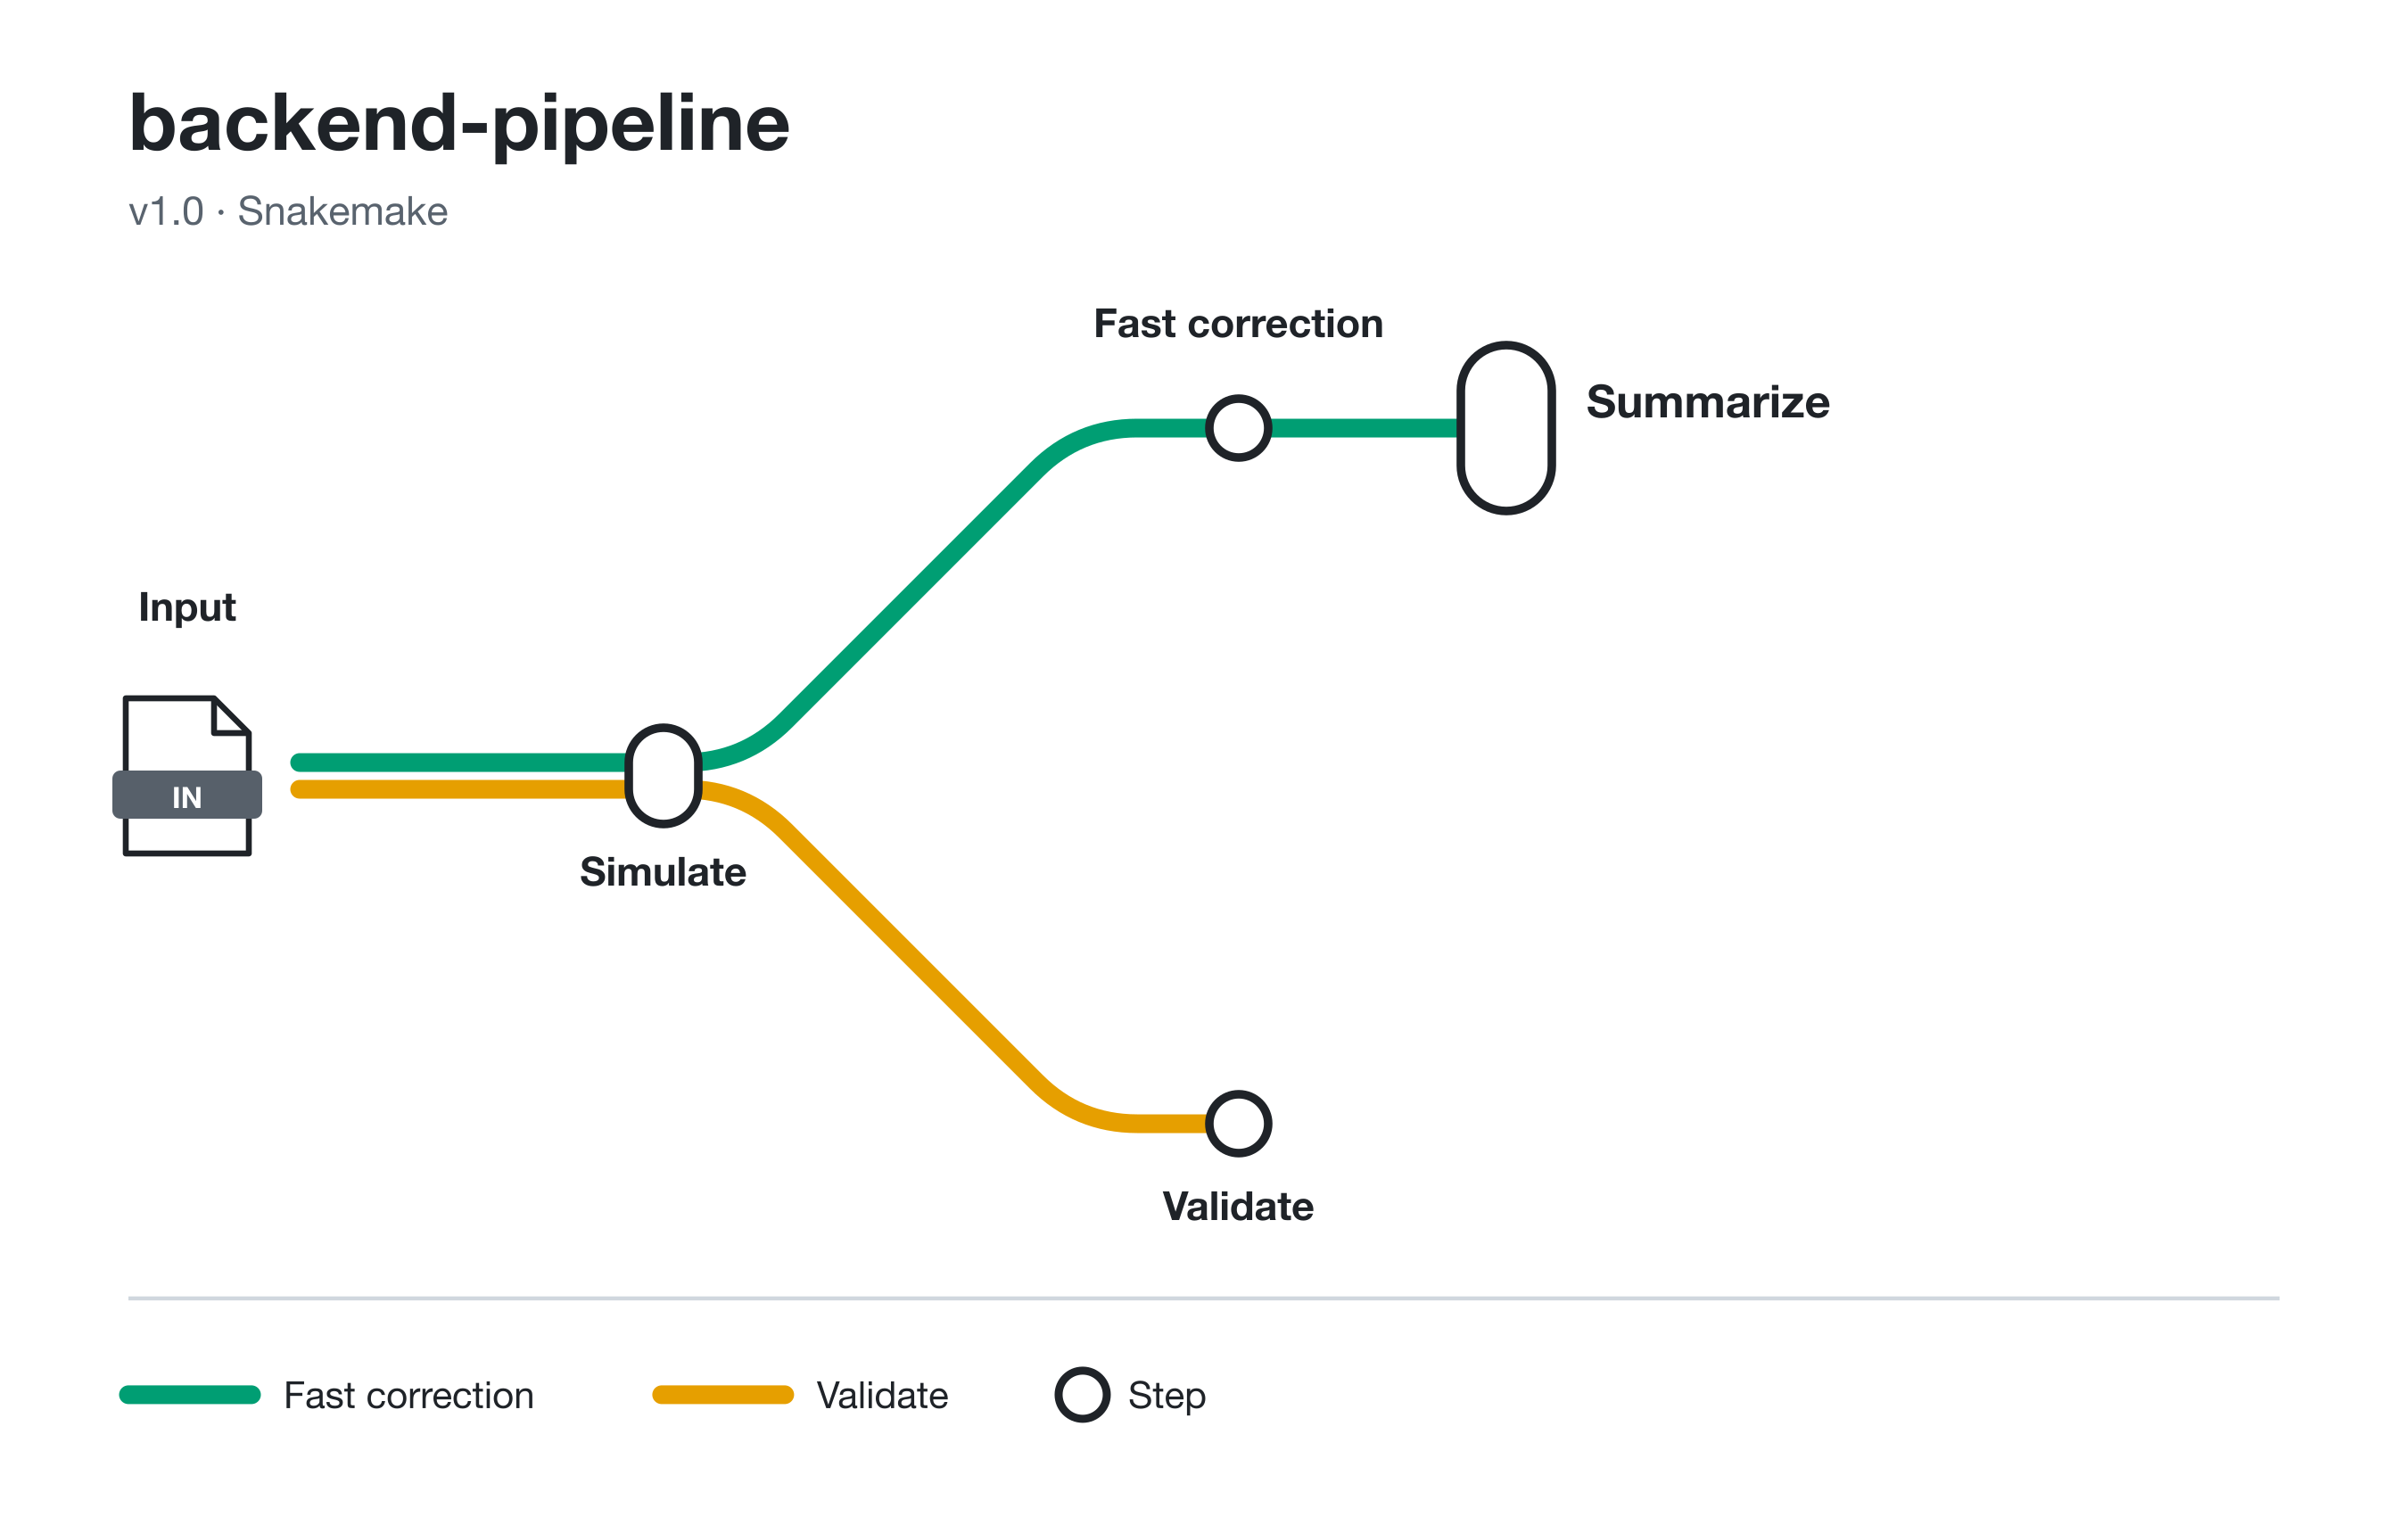 backend-pipeline
v1.0 · Snakemake
Fast correction
Summarize
Input
IN
Simulate
Validate
Fast correction
Validate
Step